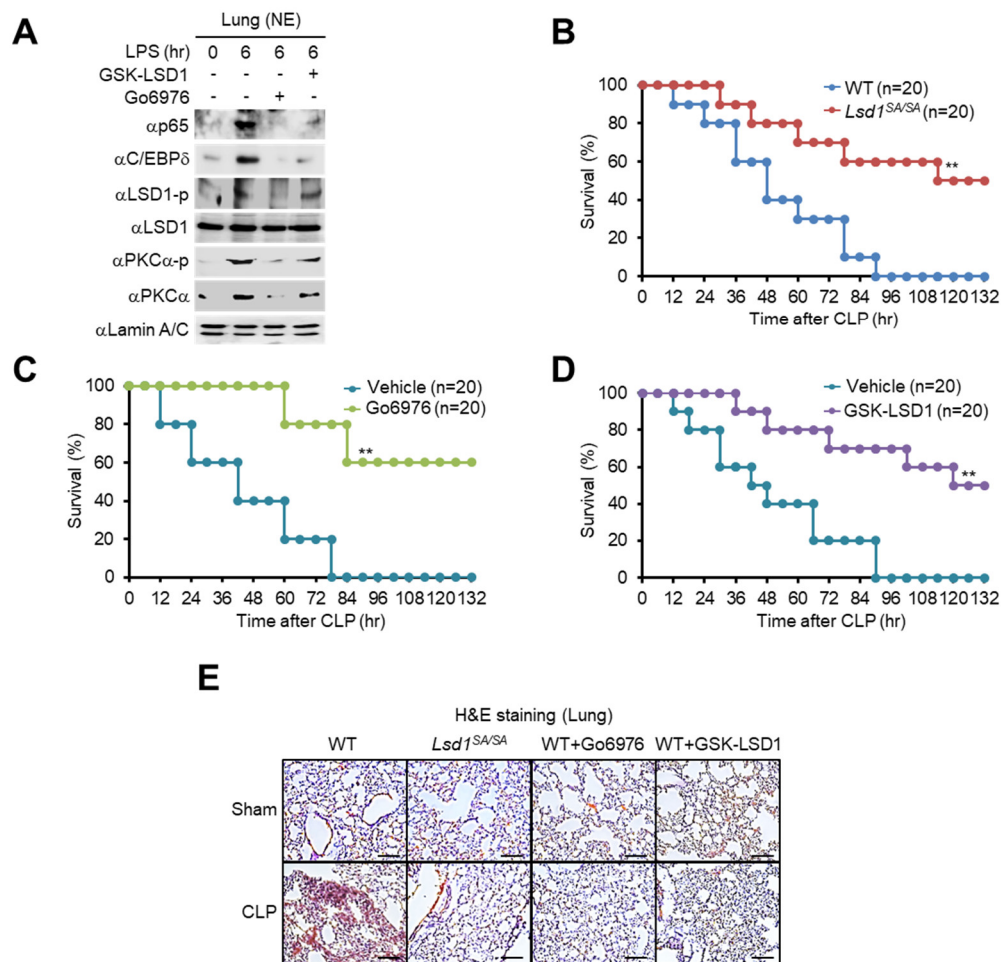 A
Lung (NE)
LPS (hr) 0 6 6 6
GSK-LSD1 - - - +
Go6976 - - + -
αp65
αC/EBPδ
αLSD1-p
αLSD1
αPKCα-p
αPKCα
αLamin A/C
B
WT (n=20)
Lsd1SA/SA (n=20)
Survival (%)
100
80
60
40
20
0
**
0 12 24 36 48 60 72 84 96 108 120 132
Time after CLP (hr)
C
Vehicle (n=20)
Go6976 (n=20)
Survival (%)
100
80
60
40
20
0
**
0 12 24 36 48 60 72 84 96 108 120 132
Time after CLP (hr)
D
Vehicle (n=20)
GSK-LSD1 (n=20)
Survival (%)
100
80
60
40
20
0
**
0 12 24 36 48 60 72 84 96 108 120 132
Time after CLP (hr)
E
H&E staining (Lung)
WT Lsd1SA/SA WT+Go6976 WT+GSK-LSD1
Sham
CLP